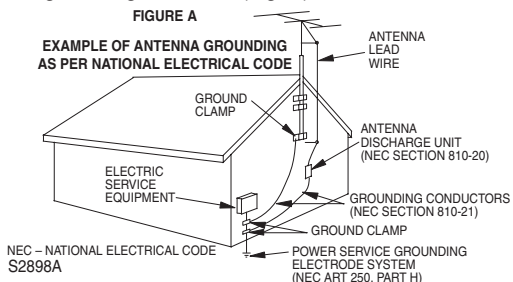 FIGURE A
EXAMPLE OF ANTENNA GROUNDING
AS PER NATIONAL ELECTRICAL CODE
ANTENNA
LEAD
WIRE
GROUND
CLAMP
ANTENNA
DISCHARGE UNIT
(NEC SECTION 810-20)
ELECTRIC
SERVICE
EQUIPMENT
GROUNDING CONDUCTORS
(NEC SECTION 810-21)
GROUND CLAMP
POWER SERVICE GROUNDING
ELECTRODE SYSTEM
(NEC ART 250, PART H)
NEC – NATIONAL ELECTRICAL CODE
S2898A